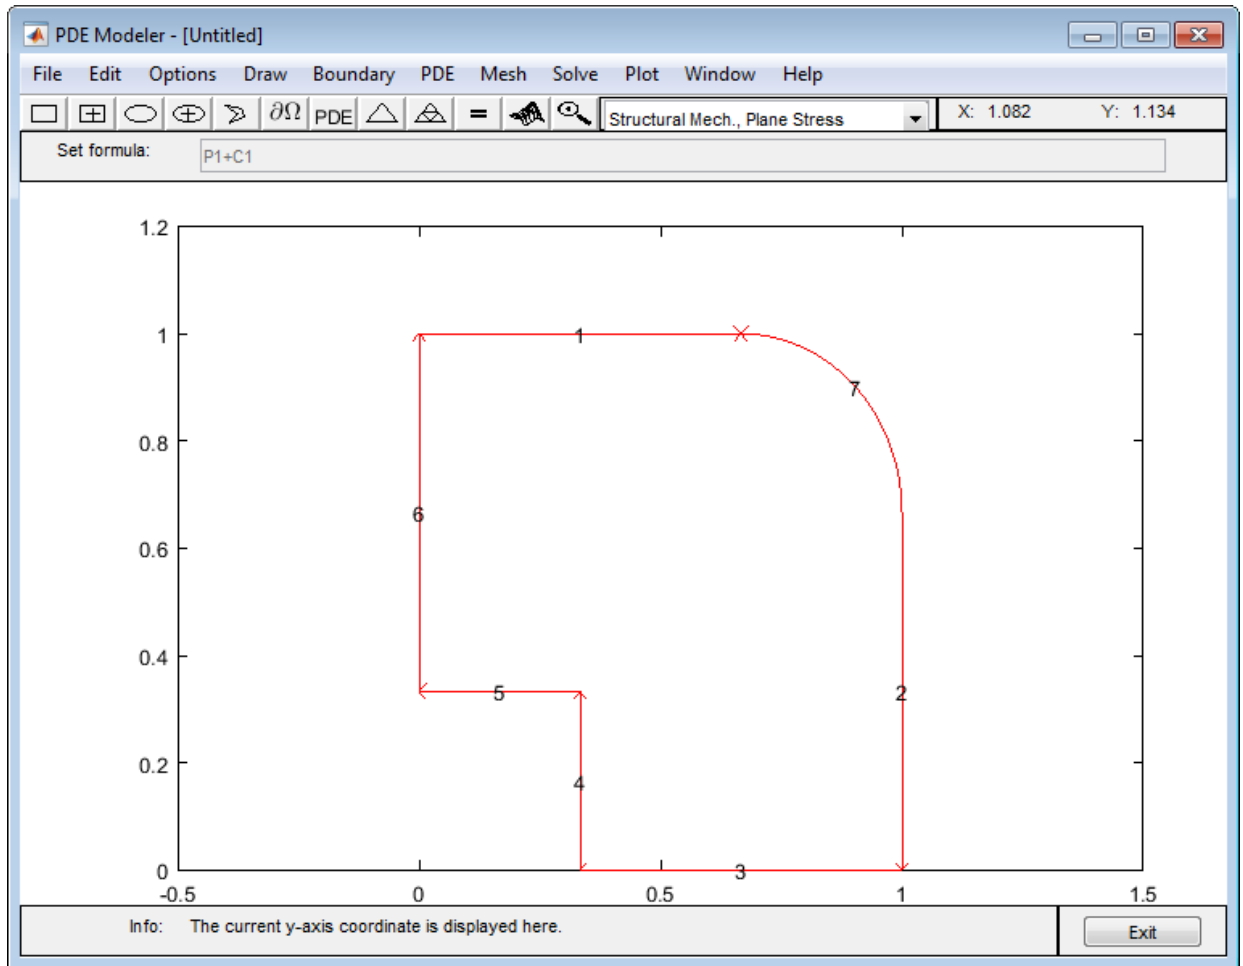 PDE Modeler - [Untitled]
File Edit Options Draw Boundary PDE Mesh Solve Plot Window Help
∂Ω PDE = Structural Mech., Plane Stress X: 1.082 Y: 1.134
Set formula: P1+C1
1.2
1
1
7
0.8
6
0.6
0.4
5
2
0.2
4
0
3
-0.5 0 0.5 1 1.5
Info: The current y-axis coordinate is displayed here. Exit